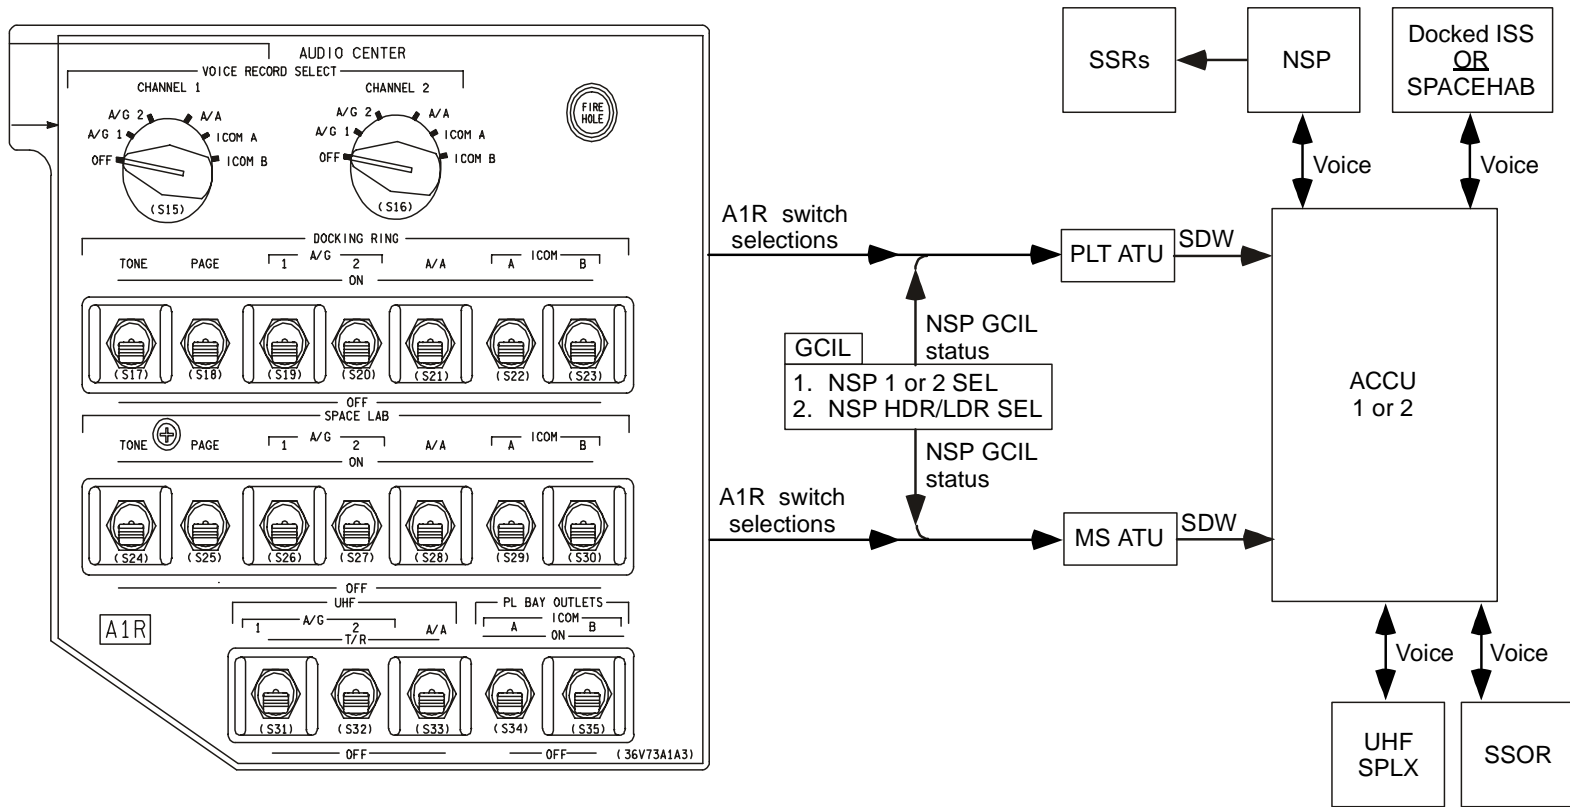 AUDIO CENTER
VOICE RECORD SELECT
CHANNEL 1
CHANNEL 2
OFF
A/G 1
A/G 2
A/A
ICOM A
ICOM B
(S15)
OFF
A/G 1
A/G 2
A/A
ICOM A
ICOM B
(S16)
FIRE
HOLE
DOCKING RING
A/G
ICOM
TONE PAGE 1 2 A/A A B
ON
(S17) (S18) (S19) (S20) (S21) (S22) (S23)
OFF
SPACE LAB
A/G
ICOM
TONE PAGE 1 2 A/A A B
ON
(S24) (S25) (S26) (S27) (S28) (S29) (S30)
OFF
A1R
UHF
PL BAY OUTLETS
A/G
ICOM
1 2 A/A A B
T/R
ON
(S31) (S32) (S33) (S34) (S35)
OFF
OFF
(36V73A1A3)
A1R switch
selections
A1R switch
selections
NSP GCIL
status
GCIL
1. NSP 1 or 2 SEL
2. NSP HDR/LDR SEL
NSP GCIL
status
PLT ATU
SDW
MS ATU
SDW
SSRs
NSP
Docked ISS
OR
SPACEHAB
Voice
Voice
ACCU
1 or 2
Voice
Voice
UHF
SPLX
SSOR